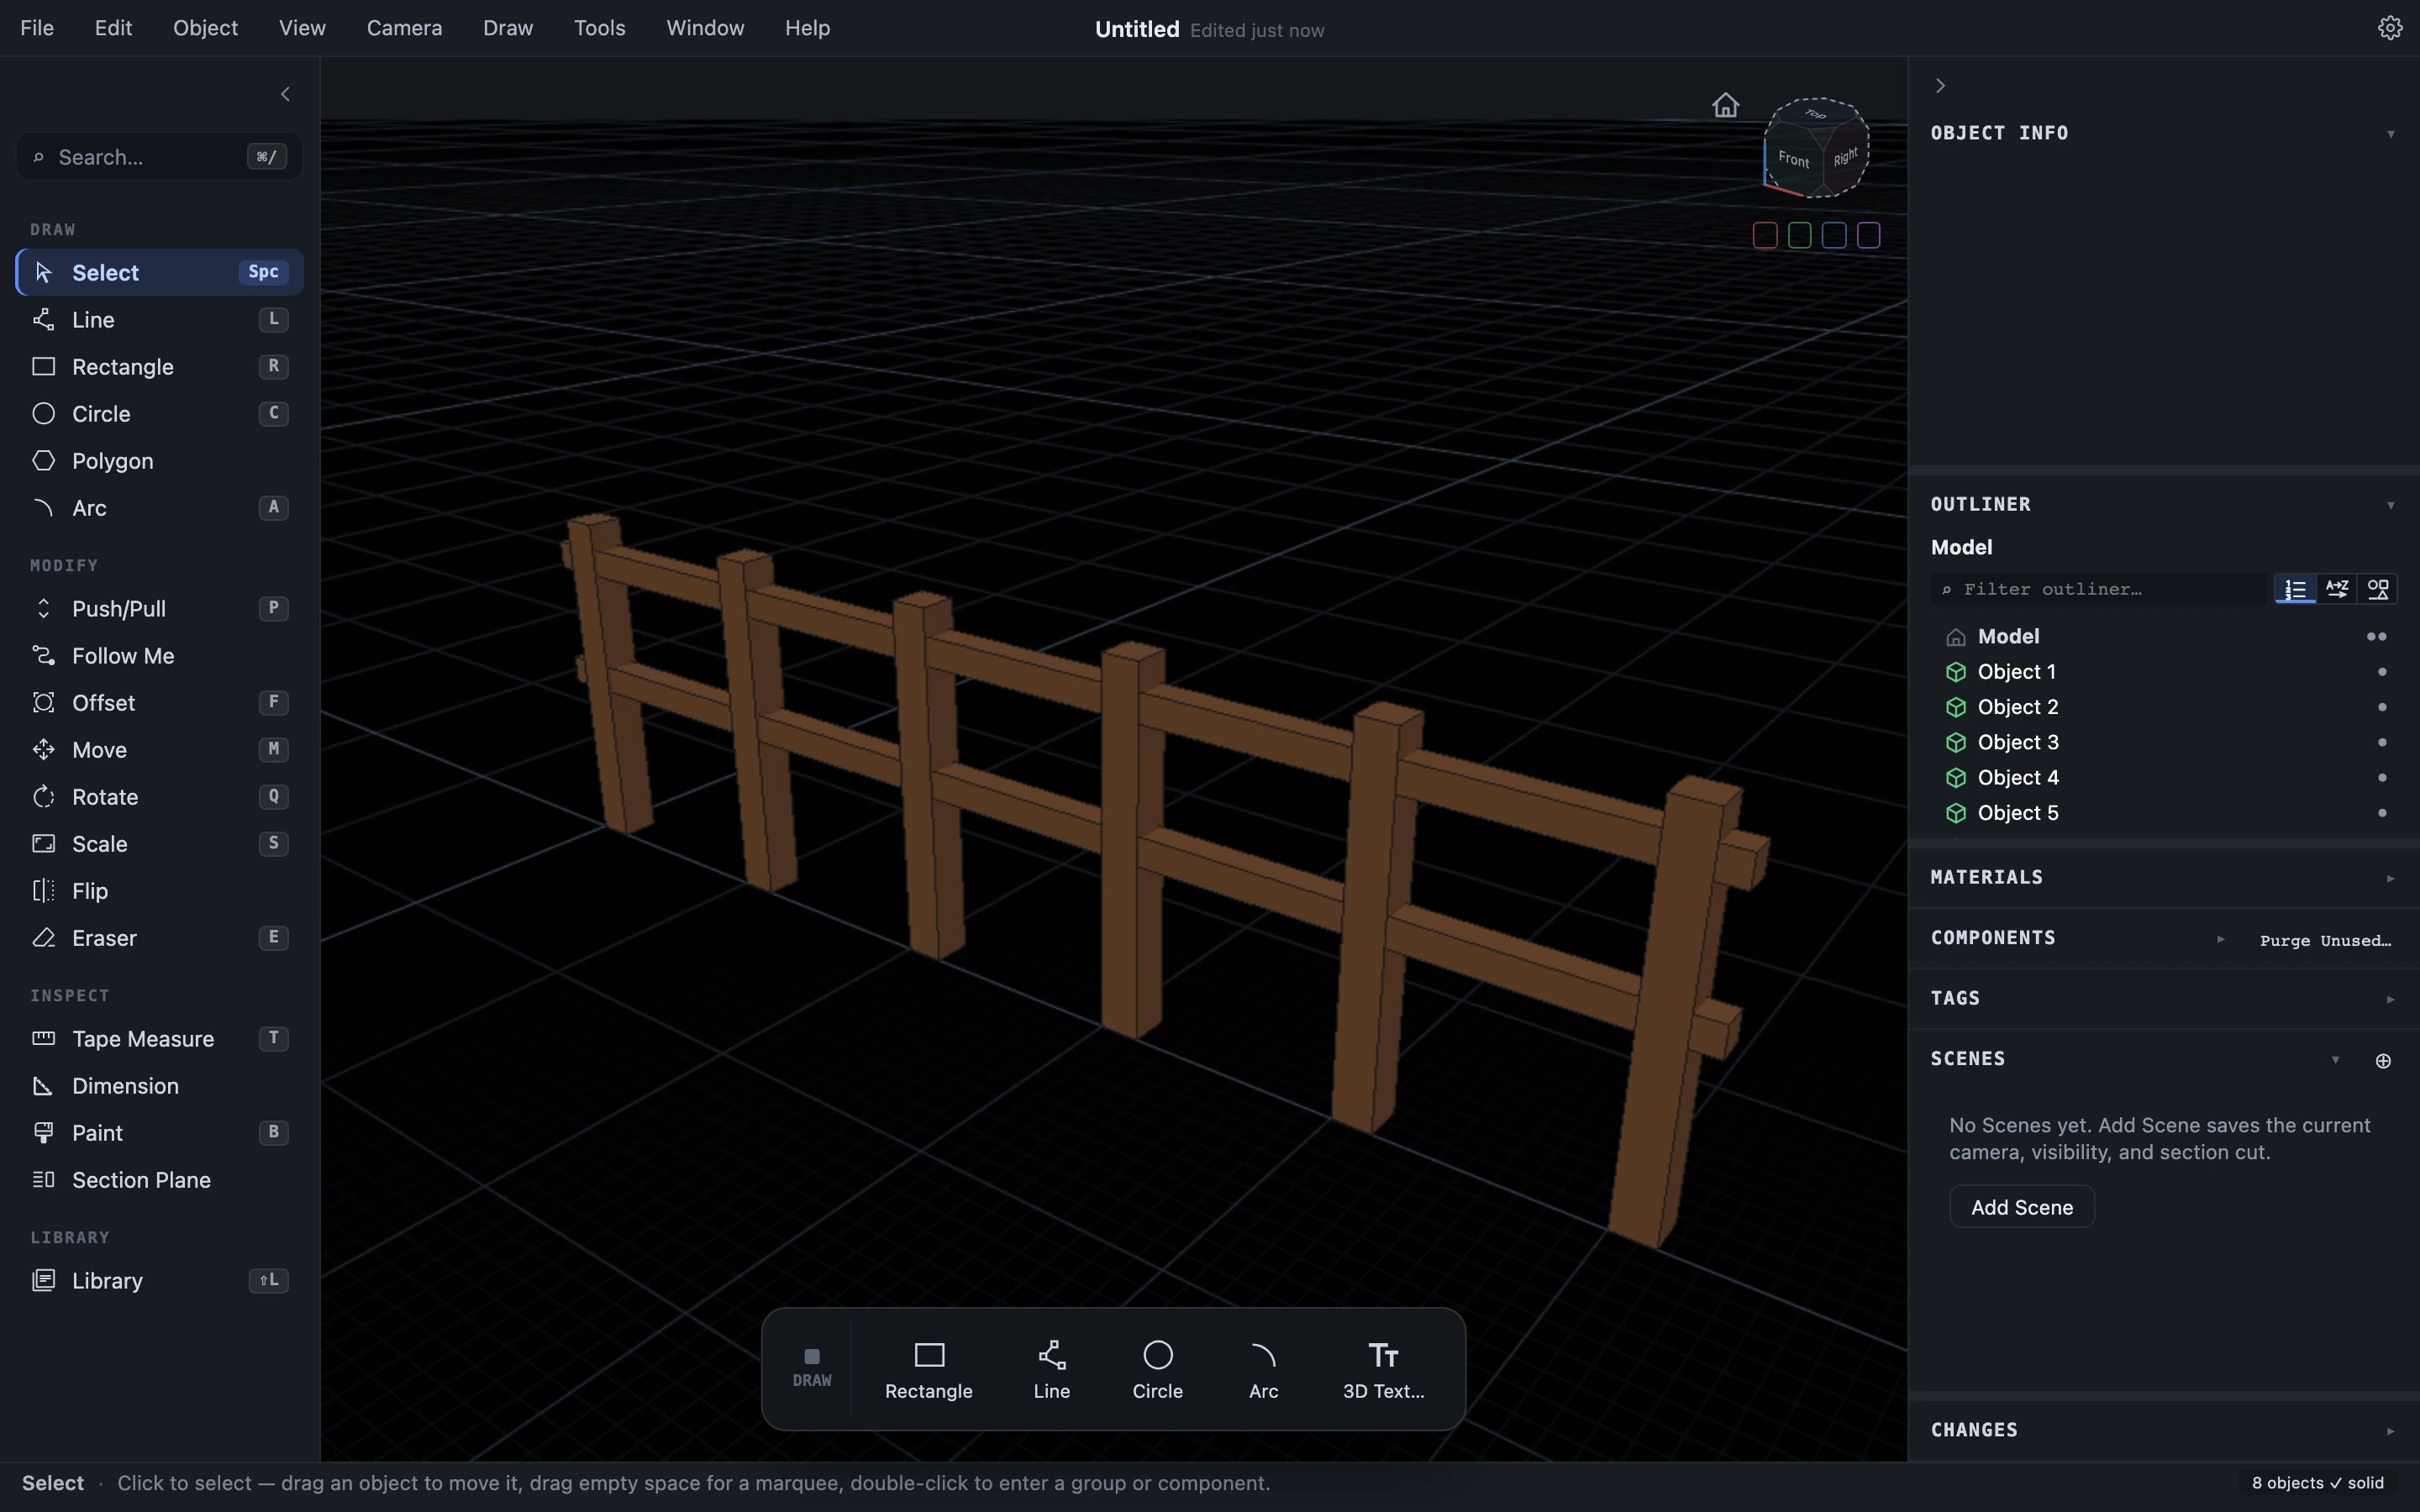 File Edit Object View Camera Draw Tools Window Help
Untitled Edited just now
Search... ⌘/
DRAW
Select Spc
Line L
Rectangle R
Circle C
Polygon
Arc A
MODIFY
Push/Pull P
Follow Me
Offset F
Move M
Rotate Q
Scale S
Flip
Eraser E
INSPECT
Tape Measure T
Dimension
Paint B
Section Plane
LIBRARY
Library ⇧L
Top
Front Right
DRAW
Rectangle Line Circle Arc 3D Text...
OBJECT INFO
OUTLINER
Model
Filter outliner…
Model
Object 1
Object 2
Object 3
Object 4
Object 5
MATERIALS
COMPONENTS Purge Unused…
TAGS
SCENES
No Scenes yet. Add Scene saves the current
camera, visibility, and section cut.
Add Scene
CHANGES
Select · Click to select — drag an object to move it, drag empty space for a marquee, double-click to enter a group or component.
8 objects ✓ solid